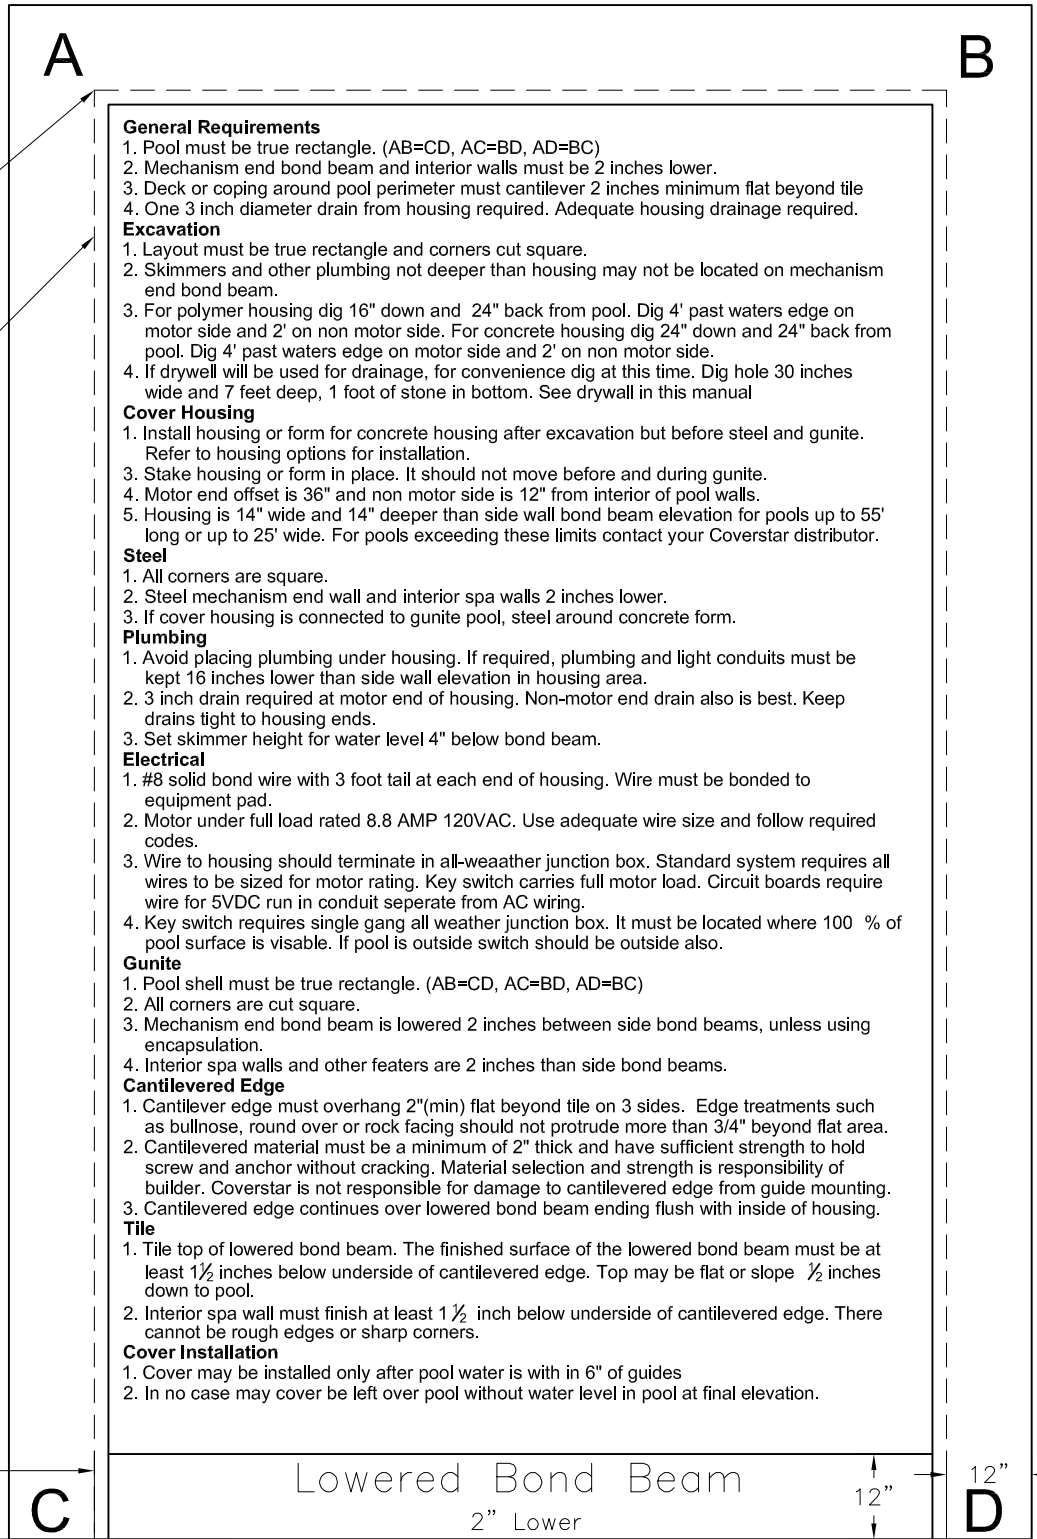 A
B
General Requirements
1. Pool must be true rectangle. (AB=CD, AC=BD, AD=BC)
2. Mechanism end bond beam and interior walls must be 2 inches lower.
3. Deck or coping around pool perimeter must cantilever 2 inches minimum flat beyond tile
4. One 3 inch diameter drain from housing required. Adequate housing drainage required.
Excavation
1. Layout must be true rectangle and corners cut square.
2. Skimmers and other plumbing not deeper than housing may not be located on mechanism
end bond beam.
3. For polymer housing dig 16" down and 24" back from pool. Dig 4' past waters edge on
motor side and 2' on non motor side. For concrete housing dig 24" down and 24" back from
pool. Dig 4' past waters edge on motor side and 2' on non motor side.
4. If drywell will be used for drainage, for convenience dig at this time. Dig hole 30 inches
wide and 7 feet deep, 1 foot of stone in bottom. See drywall in this manual
Cover Housing
1. Install housing or form for concrete housing after excavation but before steel and gunite.
Refer to housing options for installation.
3. Stake housing or form in place. It should not move before and during gunite.
4. Motor end offset is 36" and non motor side is 12" from interior of pool walls.
5. Housing is 14" wide and 14" deeper than side wall bond beam elevation for pools up to 55'
long or up to 25' wide. For pools exceeding these limits contact your Coverstar distributor.
Steel
1. All corners are square.
2. Steel mechanism end wall and interior spa walls 2 inches lower.
3. If cover housing is connected to gunite pool, steel around concrete form.
Plumbing
1. Avoid placing plumbing under housing. If required, plumbing and light conduits must be
kept 16 inches lower than side wall elevation in housing area.
2. 3 inch drain required at motor end of housing. Non-motor end drain also is best. Keep
drains tight to housing ends.
3. Set skimmer height for water level 4" below bond beam.
Electrical
1. #8 solid bond wire with 3 foot tail at each end of housing. Wire must be bonded to
equipment pad.
2. Motor under full load rated 8.8 AMP 120VAC. Use adequate wire size and follow required
codes.
3. Wire to housing should terminate in all-weaather junction box. Standard system requires all
wires to be sized for motor rating. Key switch carries full motor load. Circuit boards require
wire for 5VDC run in conduit seperate from AC wiring.
4. Key switch requires single gang all weather junction box. It must be located where 100 % of
pool surface is visable. If pool is outside switch should be outside also.
Gunite
1. Pool shell must be true rectangle. (AB=CD, AC=BD, AD=BC)
2. All corners are cut square.
3. Mechanism end bond beam is lowered 2 inches between side bond beams, unless using
encapsulation.
4. Interior spa walls and other featers are 2 inches than side bond beams.
Cantilevered Edge
1. Cantilever edge must overhang 2"(min) flat beyond tile on 3 sides. Edge treatments such
as bullnose, round over or rock facing should not protrude more than 3/4" beyond flat area.
2. Cantilevered material must be a minimum of 2" thick and have sufficient strength to hold
screw and anchor without cracking. Material selection and strength is responsibility of
builder. Coverstar is not responsible for damage to cantilevered edge from guide mounting.
3. Cantilevered edge continues over lowered bond beam ending flush with inside of housing.
Tile
1. Tile top of lowered bond beam. The finished surface of the lowered bond beam must be at
least 1½ inches below underside of cantilevered edge. Top may be flat or slope ½ inches
down to pool.
2. Interior spa wall must finish at least 1 ½ inch below underside of cantilevered edge. There
cannot be rough edges or sharp corners.
Cover Installation
1. Cover may be installed only after pool water is with in 6" of guides
2. In no case may cover be left over pool without water level in pool at final elevation.
Lowered Bond Beam
2" Lower
12"
12"
C
D